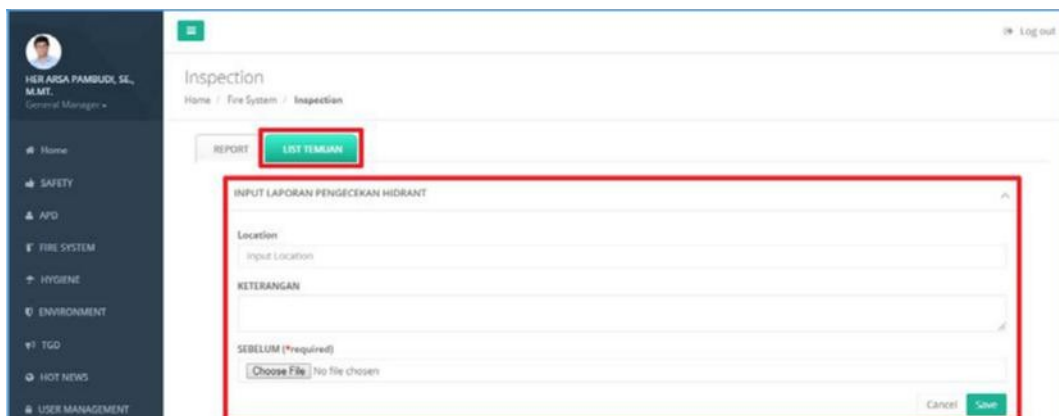 HER ARSA PAMBUDI, SE., M.MT.
General Manager
Home
SAFETY
APD
FIRE SYSTEM
HYGIENE
ENVIRONMENT
TGD
HOT NEWS
USER MANAGEMENT
Log out
Inspection
Home / Fire System / Inspection
REPORT
LIST TEMUAN
INPUT LAPORAN PENGECEKAN HIDRANT
Location
Input Location
KETERANGAN
SEBELUM (*required)
Choose File No file chosen
Cancel Save